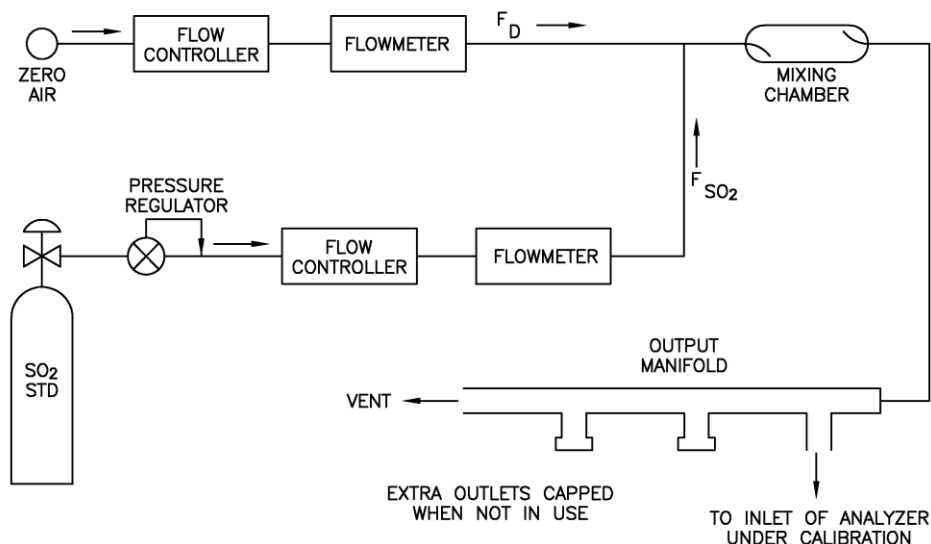 ZERO
AIR
FLOW
CONTROLLER
FLOWMETER
F
D
MIXING
CHAMBER
F
SO2
PRESSURE
REGULATOR
FLOW
CONTROLLER
FLOWMETER
SO2
STD
OUTPUT
MANIFOLD
VENT
EXTRA OUTLETS CAPPED
WHEN NOT IN USE
TO INLET OF ANALYZER
UNDER CALIBRATION